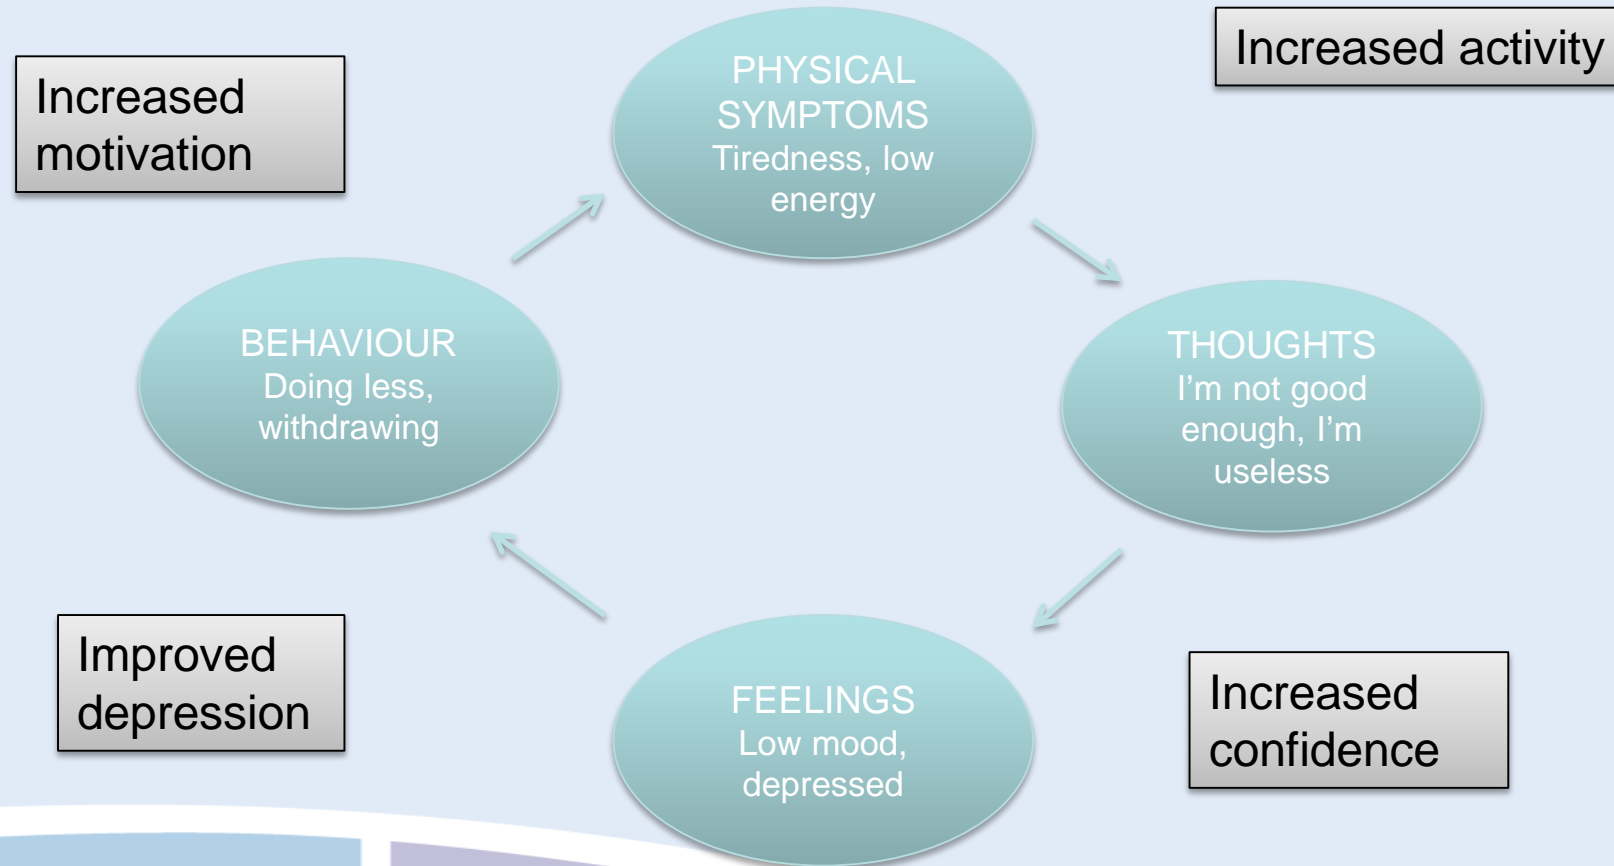 Increased
motivation
PHYSICAL
SYMPTOMS
Tiredness, low
energy
Increased activity
BEHAVIOUR
Doing less,
withdrawing
THOUGHTS
I’m not good
enough, I’m
useless
Improved
depression
FEELINGS
Low mood,
depressed
Increased
confidence